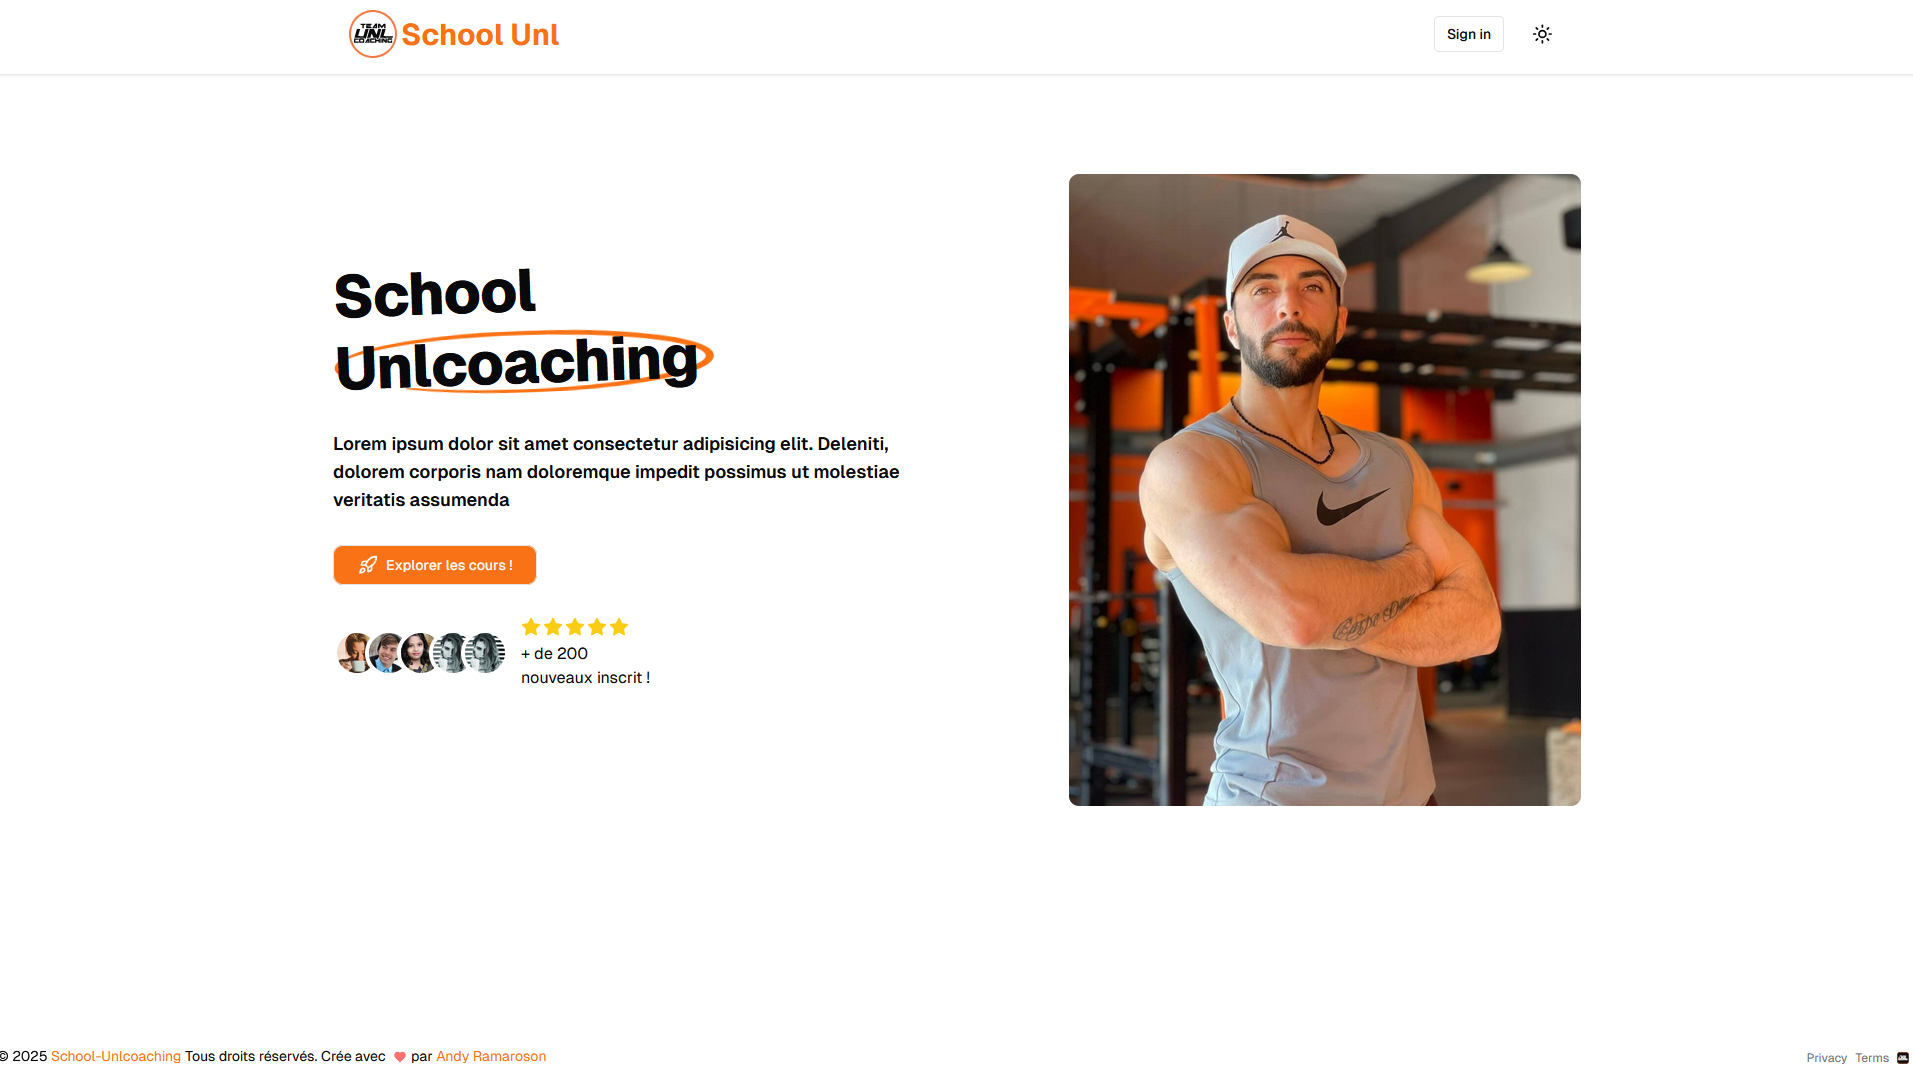 TEAM
UNL
COACHING
School Unl
Sign in
School
Unlcoaching
Lorem ipsum dolor sit amet consectetur adipisicing elit. Deleniti,
dolorem corporis nam doloremque impedit possimus ut molestiae
veritatis assumenda
Explorer les cours !
+ de 200
nouveaux inscrit !
Carpe Diem
© 2025 School-Unlcoaching Tous droits réservés. Crée avec par Andy Ramaroson
Privacy Terms